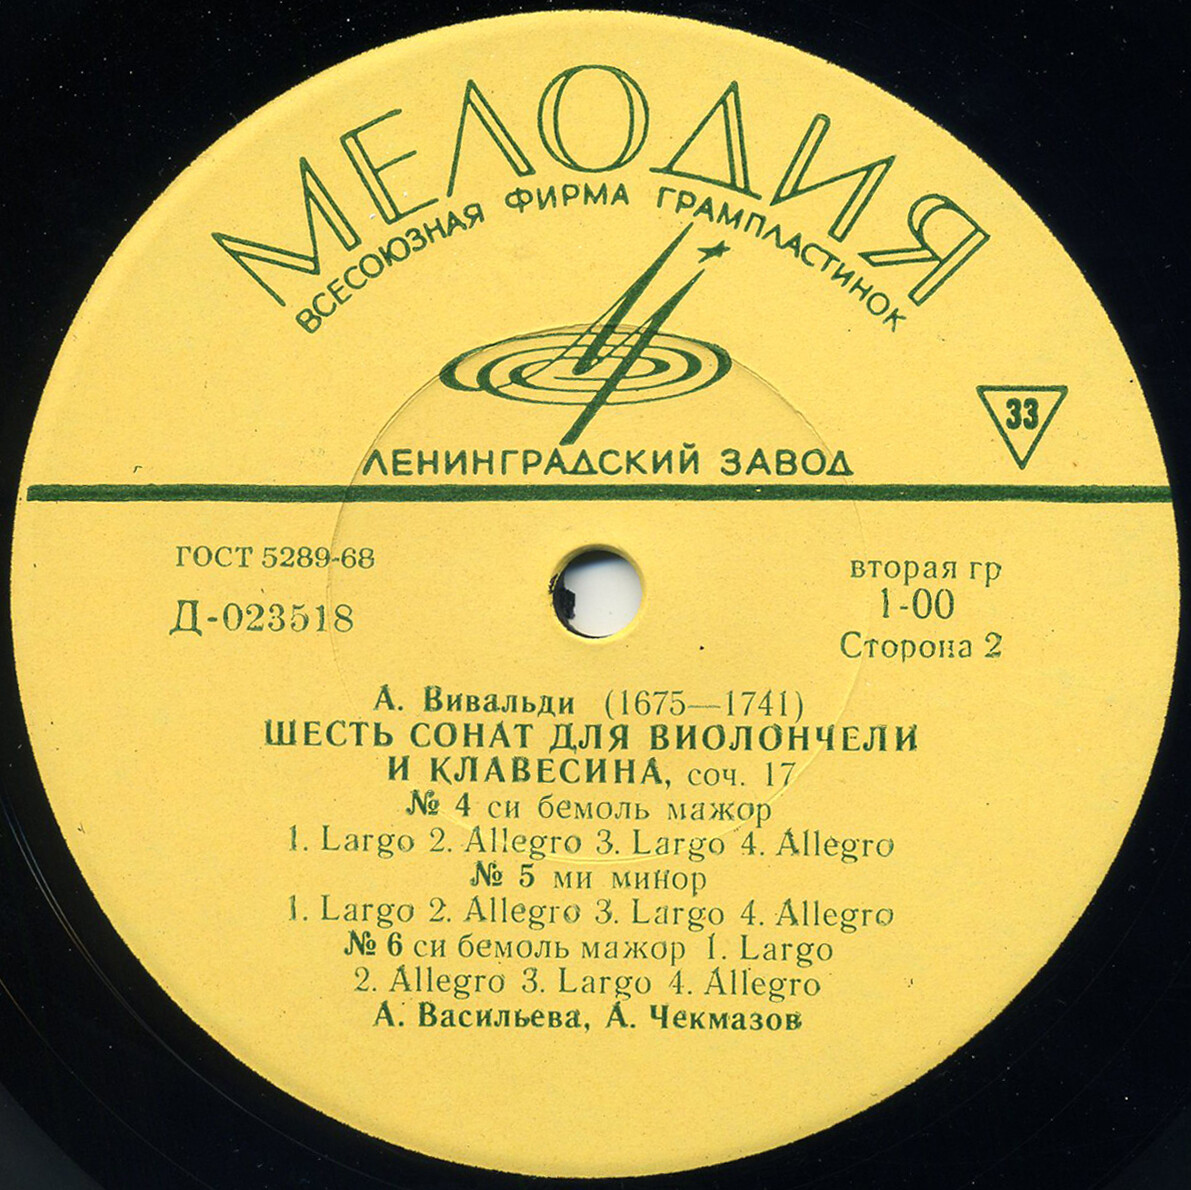 МЕЛОДИЯ
ВСЕСОЮЗНАЯ ФИРМА ГРАМПЛАСТИНОК
33
ЛЕНИНГРАДСКИЙ ЗАВОД
ГОСТ 5289-68
вторая гр
Д-023518
1-00
Сторона 2
А. Вивальди (1675—1741)
ШЕСТЬ СОНАТ ДЛЯ ВИОЛОНЧЕЛИ
И КЛАВЕСИНА, соч. 17
№ 4 си бемоль мажор
1. Largo 2. Allegro 3. Largo 4. Allegro
№ 5 ми минор
1. Largo 2. Allegro 3. Largo 4. Allegro
№ 6 си бемоль мажор 1. Largo
2. Allegro 3. Largo 4. Allegro
А. Васильева, А. Чекмазов